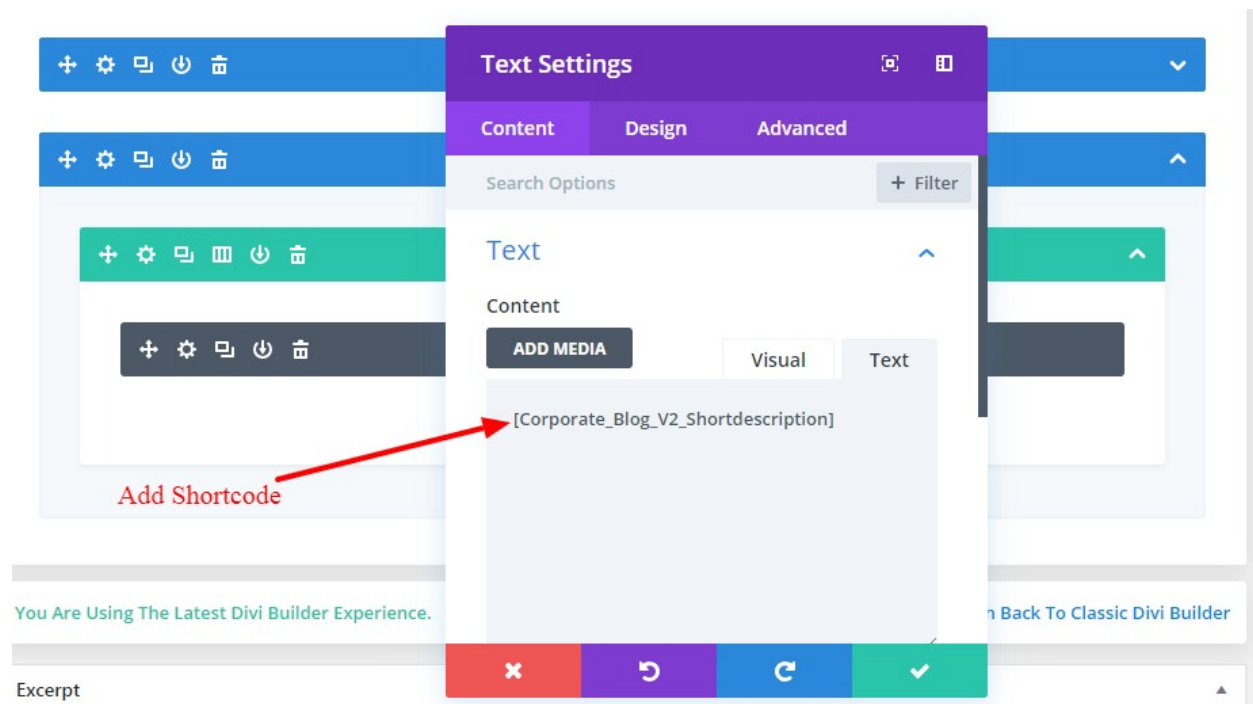 Text Settings
Content Design Advanced
Search Options + Filter
Text
Content
ADD MEDIA
Visual Text
[Corporate_Blog_V2_Shortdescription]
Add Shortcode
You Are Using The Latest Divi Builder Experience.
Back To Classic Divi Builder
Excerpt